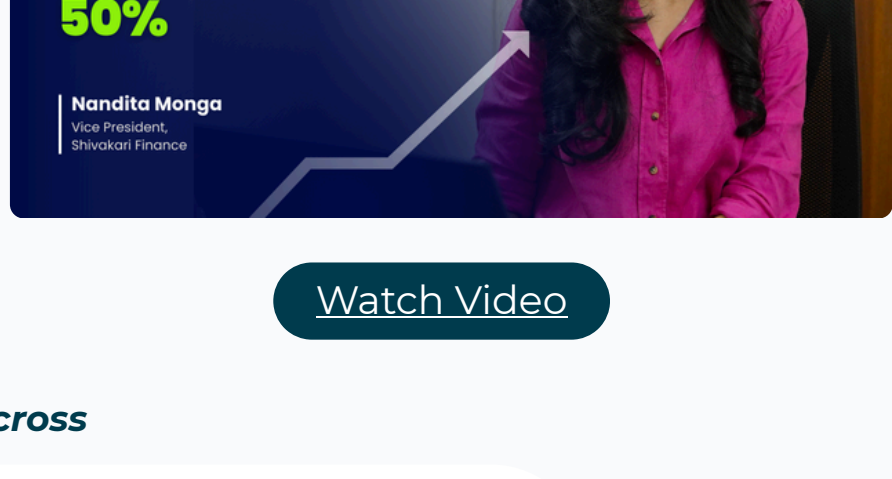 50%
Nandita Monga
Vice President,
Shivakari Finance
Watch Video
cross